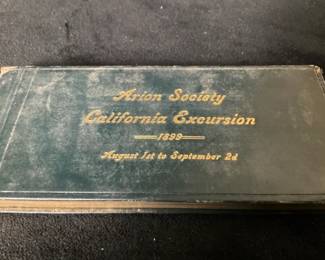 Arion Society
California Excursion
1899
August 1st to September 2d